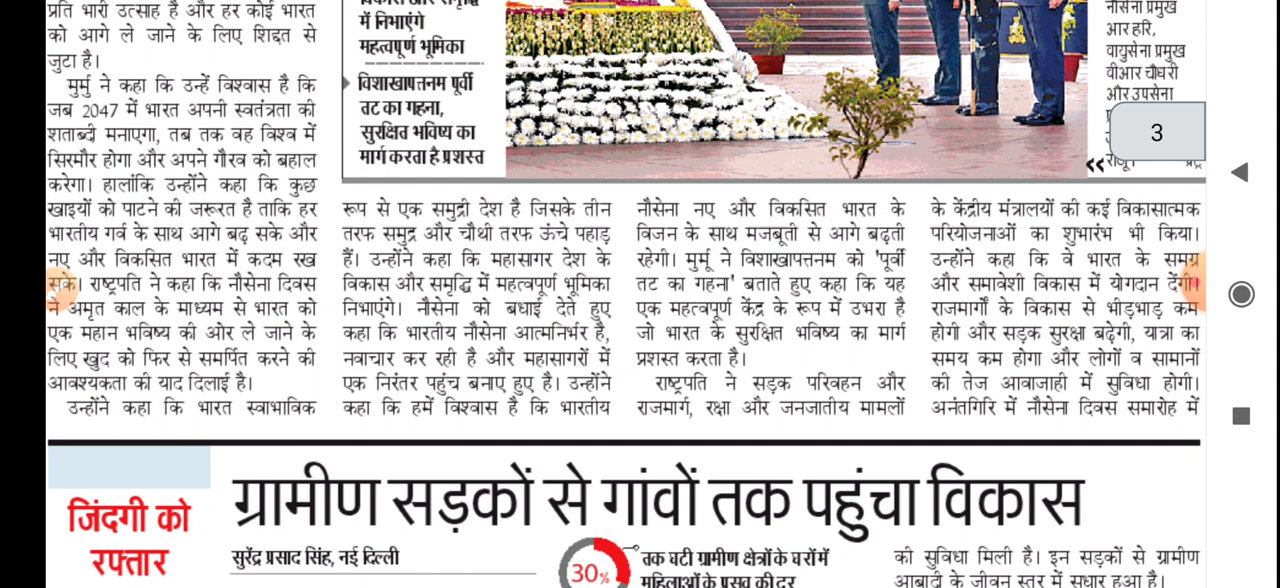 प्रति भारी उत्साह है और हर कोई भारत
को आगे ले जाने के लिए शिद्दत से
जुटा है।
मुर्मु ने कहा कि उन्हें विश्वास है कि
जब 2047 में भारत अपनी स्वतंत्रता की
शताब्दी मनाएगा, तब तक वह विश्व में
सिरमौर होगा और अपने गौरव को बहाल
करेगा। हालांकि उन्होंने कहा कि कुछ
खाइयों को पाटने की जरूरत है ताकि हर
भारतीय गर्व के साथ आगे बढ़ सके और
नए और विकसित भारत में कदम रख
सके। राष्ट्रपति ने कहा कि नौसेना दिवस
ने अमृत काल के माध्यम से भारत को
एक महान भविष्य की ओर ले जाने के
लिए खुद को फिर से समर्पित करने की
आवश्यकता की याद दिलाई है।
उन्होंने कहा कि भारत स्वाभाविक
विकास और समृद्धि
में निभाएंगे
महत्वपूर्ण भूमिका
विशाखापत्तनम पूर्वी
तट का गहना,
सुरक्षित भविष्य का
मार्ग करता है प्रशस्त
नौसेना प्रमुख
आर हरि,
वायुसेना प्रमुख
वीआर चौधरी
और उपसेना
राजू।
3
रूप से एक समुद्री देश है जिसके तीन
तरफ समुद्र और चौथी तरफ ऊंचे पहाड़
हैं। उन्होंने कहा कि महासागर देश के
विकास और समृद्धि में महत्वपूर्ण भूमिका
निभाएंगे। नौसेना को बधाई देते हुए
कहा कि भारतीय नौसेना आत्मनिर्भर है,
नवाचार कर रही है और महासागरों में
एक निरंतर पहुंच बनाए हुए है। उन्होंने
कहा कि हमें विश्वास है कि भारतीय
नौसेना नए और विकसित भारत के
विजन के साथ मजबूती से आगे बढ़ती
रहेगी। मुर्मू ने विशाखापत्तनम को 'पूर्वी
तट का गहना' बताते हुए कहा कि यह
एक महत्वपूर्ण केंद्र के रूप में उभरा है
जो भारत के सुरक्षित भविष्य का मार्ग
प्रशस्त करता है।
राष्ट्रपति ने सड़क परिवहन और
राजमार्ग, रक्षा और जनजातीय मामलों
के केंद्रीय मंत्रालयों की कई विकासात्मक
परियोजनाओं का शुभारंभ भी किया।
उन्होंने कहा कि वे भारत के समग्र
और समावेशी विकास में योगदान देंगी।
राजमार्गों के विकास से भीड़भाड़ कम
होगी और सड़क सुरक्षा बढ़ेगी, यात्रा का
समय कम होगा और लोगों व सामानों
की तेज आवाजाही में सुविधा होगी।
अनंतगिरि में नौसेना दिवस समारोह में
जिंदगी को
रफ्तार
ग्रामीण सड़कों से गांवों तक पहुंचा विकास
सुरेंद्र प्रसाद सिंह, नई दिल्ली
30%
तक घटी ग्रामीण क्षेत्रों के घरों में
महिलाओं के प्रसव की दर
की सुविधा मिली है। इन सड़कों से ग्रामीण
आबादी के जीवन स्तर में सुधार हुआ है।